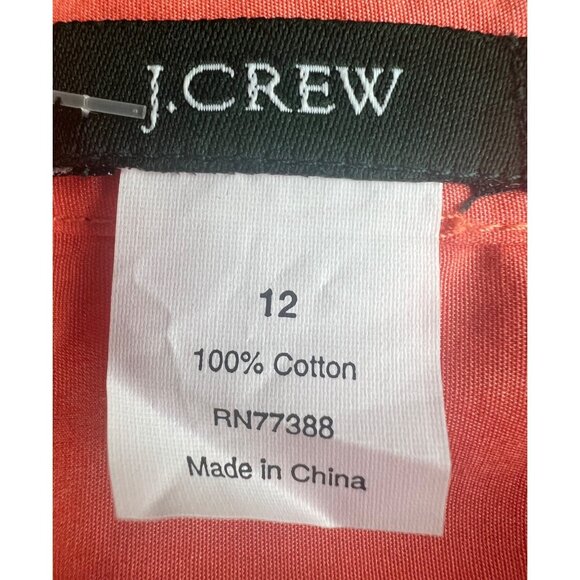 J.CREW
12
100% Cotton
RN77388
Made in China